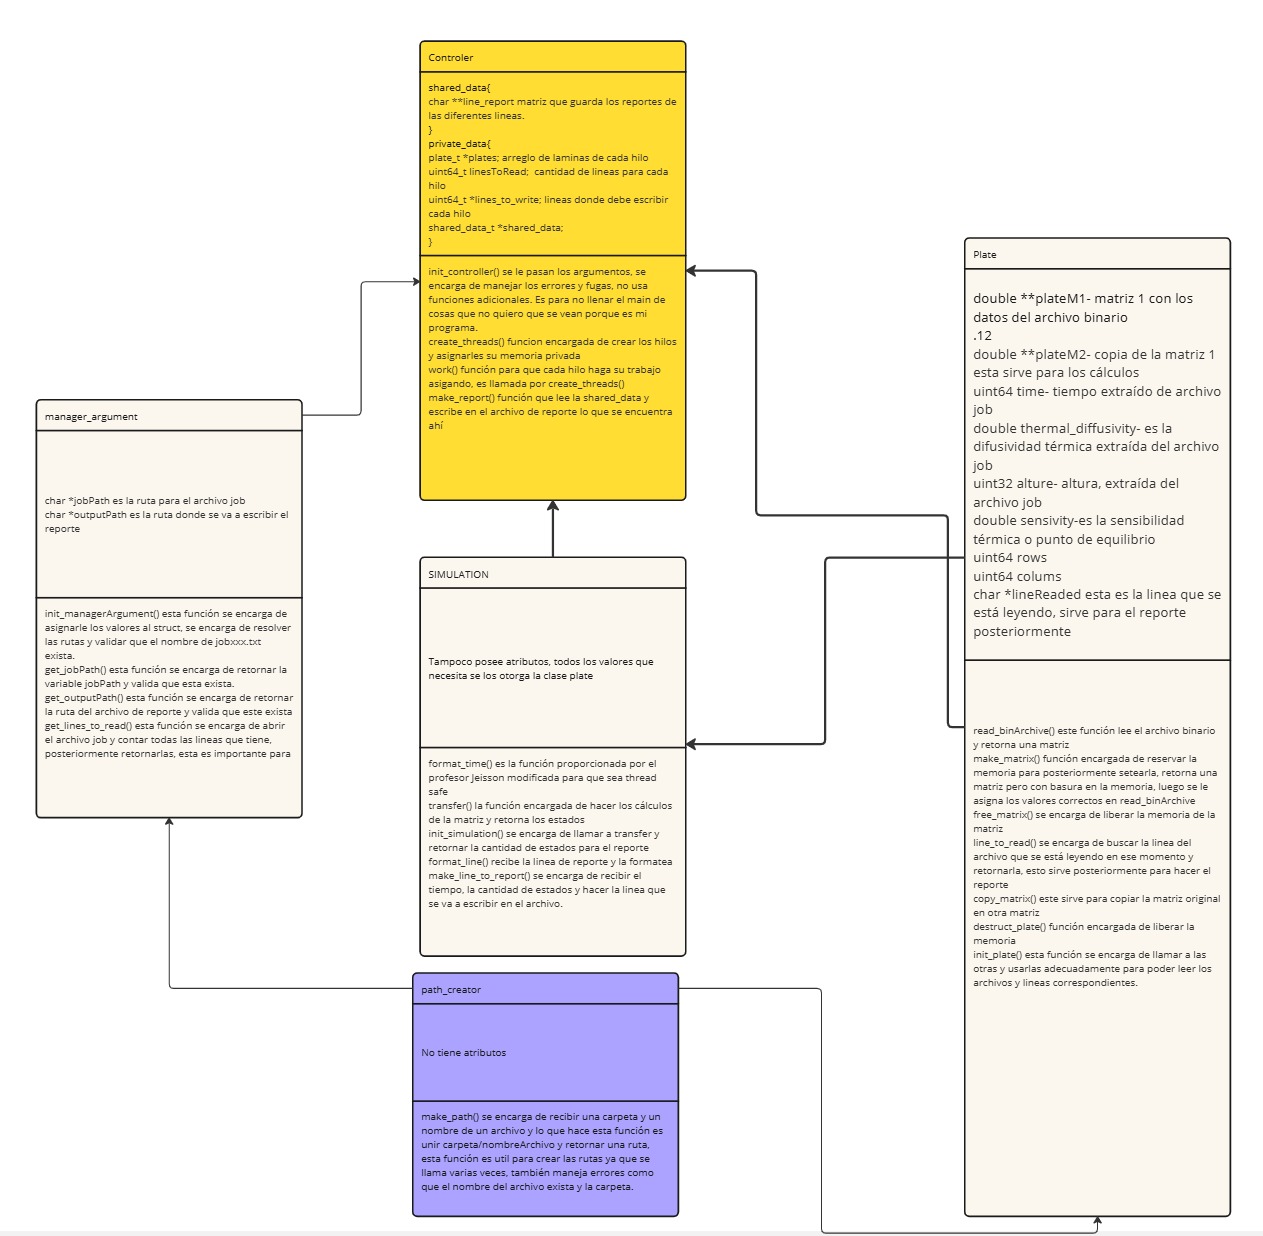 Controler
shared_data{
char **line_report matriz que guarda los reportes de
las diferentes lineas.
}
private_data{
plate_t *plates; arreglo de laminas de cada hilo
uint64_t linesToRead;  cantidad de lineas para cada
hilo
uint64_t *lines_to_write; lineas donde debe escribir
cada hilo
shared_data_t *shared_data;
}
init_controller() se le pasan los argumentos, se
encarga de manejar los errores y fugas, no usa
funciones adicionales. Es para no llenar el main de
cosas que no quiero que se vean porque es mi
programa.
create_threads() funcion encargada de crear los hilos
y asignarles su memoria privada
work() función para que cada hilo haga su trabajo
asigando, es llamada por create_threads()
make_report() función que lee la shared_data y
escribe en el archivo de reporte lo que se encuentra
ahí
manager_argument
char *jobPath es la ruta para el archivo job
char *outputPath es la ruta donde se va a escribir el
reporte
init_managerArgument() esta función se encarga de
asignarle los valores al struct, se encarga de resolver
las rutas y validar que el nombre de jobxxx.txt
exista.
get_jobPath() esta función se encarga de retornar la
variable jobPath y valida que esta exista.
get_outputPath() esta función se encarga de retornar
la ruta del archivo de reporte y valida que este exista
get_lines_to_read() esta función se encarga de abrir
el archivo job y contar todas las lineas que tiene,
posteriormente retornarlas, esta es importante para
SIMULATION
Tampoco posee atributos, todos los valores que
necesita se los otorga la clase plate
format_time() es la función proporcionada por el
profesor Jeisson modificada para que sea thread
safe
transfer() la función encargada de hacer los cálculos
de la matriz y retorna los estados
init_simulation() se encarga de llamar a transfer y
retornar la cantidad de estados para el reporte
format_line() recibe la linea de reporte y la formatea
make_line_to_report() se encarga de recibir el
tiempo, la cantidad de estados y hacer la linea que
se va a escribir en el archivo.
path_creator
No tiene atributos
make_path() se encarga de recibir una carpeta y un
nombre de un archivo y lo que hace esta función es
unir carpeta/nombreArchivo y retornar una ruta,
esta función es util para crear las rutas ya que se
llama varias veces, también maneja errores como
que el nombre del archivo exista y la carpeta.
Plate
double **plateM1- matriz 1 con los
datos del archivo binario
.12
double **plateM2- copia de la matriz 1
esta sirve para los cálculos
uint64 time- tiempo extraído de archivo
job
double thermal_diffusivity- es la
difusividad térmica extraída del archivo
job
uint32 alture- altura, extraída del
archivo job
double sensivity-es la sensibilidad
térmica o punto de equilibrio
uint64 rows
uint64 colums
char *lineReaded esta es la linea que se
está leyendo, sirve para el reporte
posteriormente
read_binArchive() este función lee el archivo binario
y retorna una matriz
make_matrix() función encargada de reservar la
memoria para posteriormente setearla, retorna una
matriz pero con basura en la memoria, luego se le
asigna los valores correctos en read_binArchive
free_matrix() se encarga de liberar la memoria de la
matriz
line_to_read() se encarga de buscar la linea del
archivo que se está leyendo en ese momento y
retornarla, esto sirve posteriormente para hacer el
reporte
copy_matrix() este sirve para copiar la matriz original
en otra matriz
destruct_plate() función encargada de liberar la
memoria
init_plate() esta función se encarga de llamar a las
otras y usarlas adecuadamente para poder leer los
archivos y lineas correspondientes.